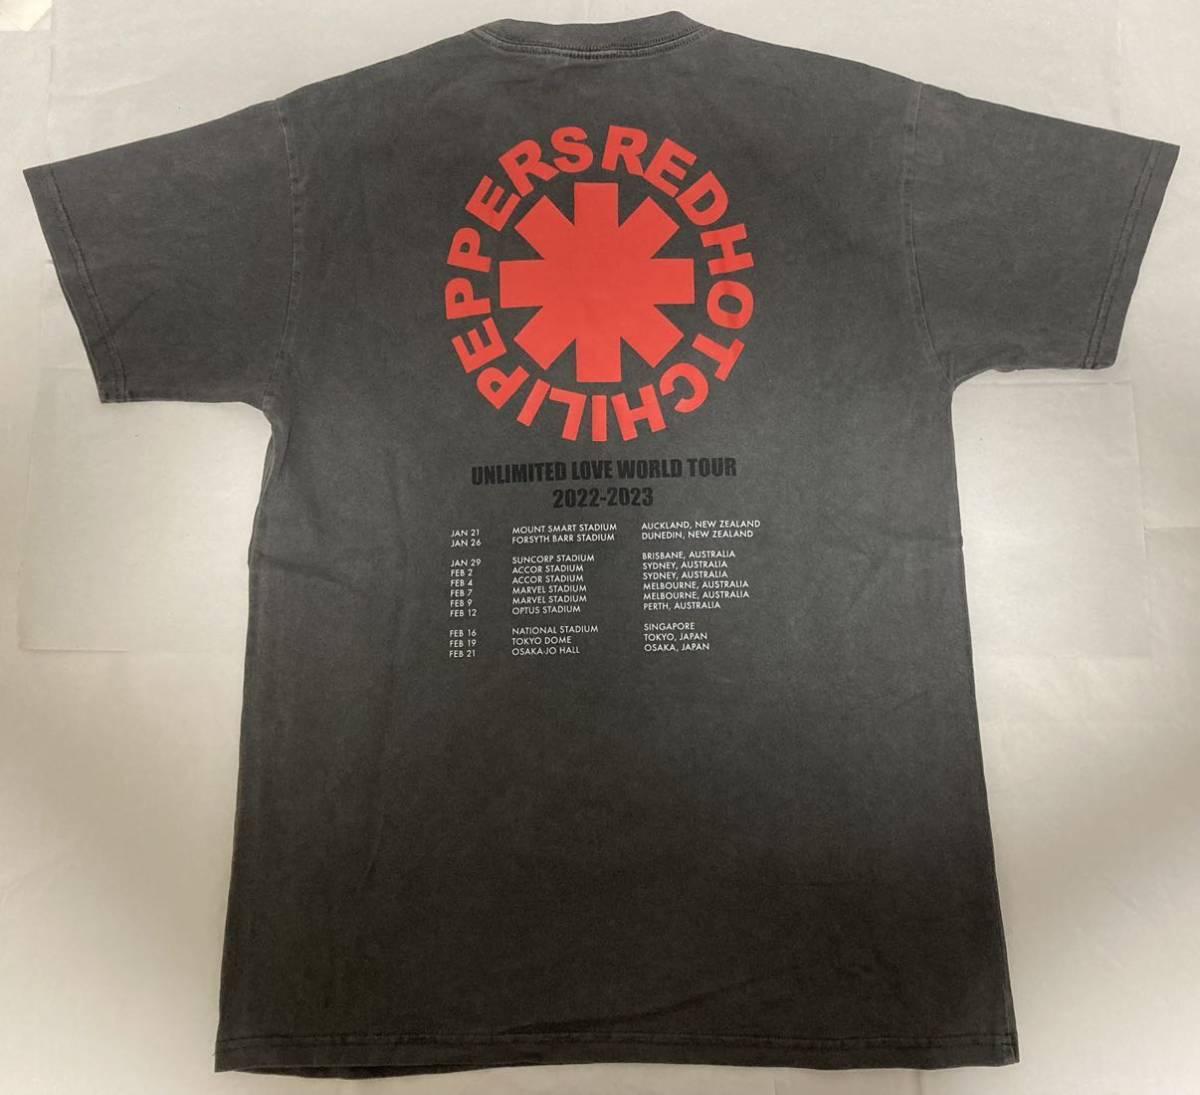 RED HOT CHILI PEPPERS
UNLIMITED LOVE WORLD TOUR
2022-2023
JAN 21 MOUNT SMART STADIUM AUCKLAND, NEW ZEALAND
JAN 26 FORSYTH BARR STADIUM DUNEDIN, NEW ZEALAND
JAN 29 SUNCORP STADIUM BRISBANE, AUSTRALIA
FEB 2 ACCOR STADIUM SYDNEY, AUSTRALIA
FEB 4 ACCOR STADIUM SYDNEY, AUSTRALIA
FEB 7 MARVEL STADIUM MELBOURNE, AUSTRALIA
FEB 9 MARVEL STADIUM MELBOURNE, AUSTRALIA
FEB 12 OPTUS STADIUM PERTH, AUSTRALIA
FEB 16 NATIONAL STADIUM SINGAPORE
FEB 19 TOKYO DOME TOKYO, JAPAN
FEB 21 OSAKA-JO HALL OSAKA, JAPAN